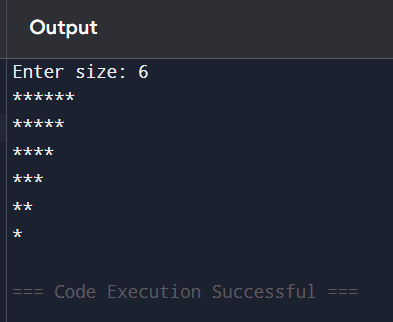 Output
Enter size: 6
******
*****
****
***
**
*
=== Code Execution Successful ===